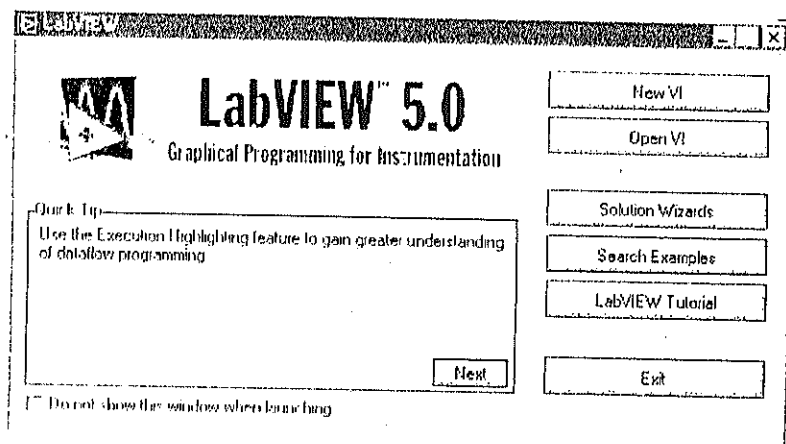 LabVIEW
LabVIEW™ 5.0
Graphical Programming for Instrumentation
New VI
Open VI
Solution Wizards
Search Examples
LabVIEW Tutorial
Exit
Quick Tip
Use the Execution Highlighting feature to gain greater understanding
of dataflow programming
Next
Do not show this window when launching